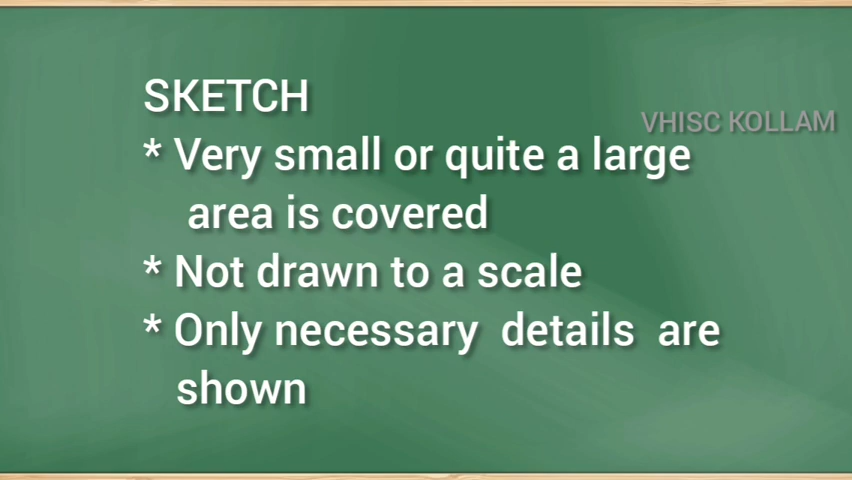 SKETCH
VHISC KOLLAM
* Very small or quite a large
area is covered
* Not drawn to a scale
* Only necessary details are
shown